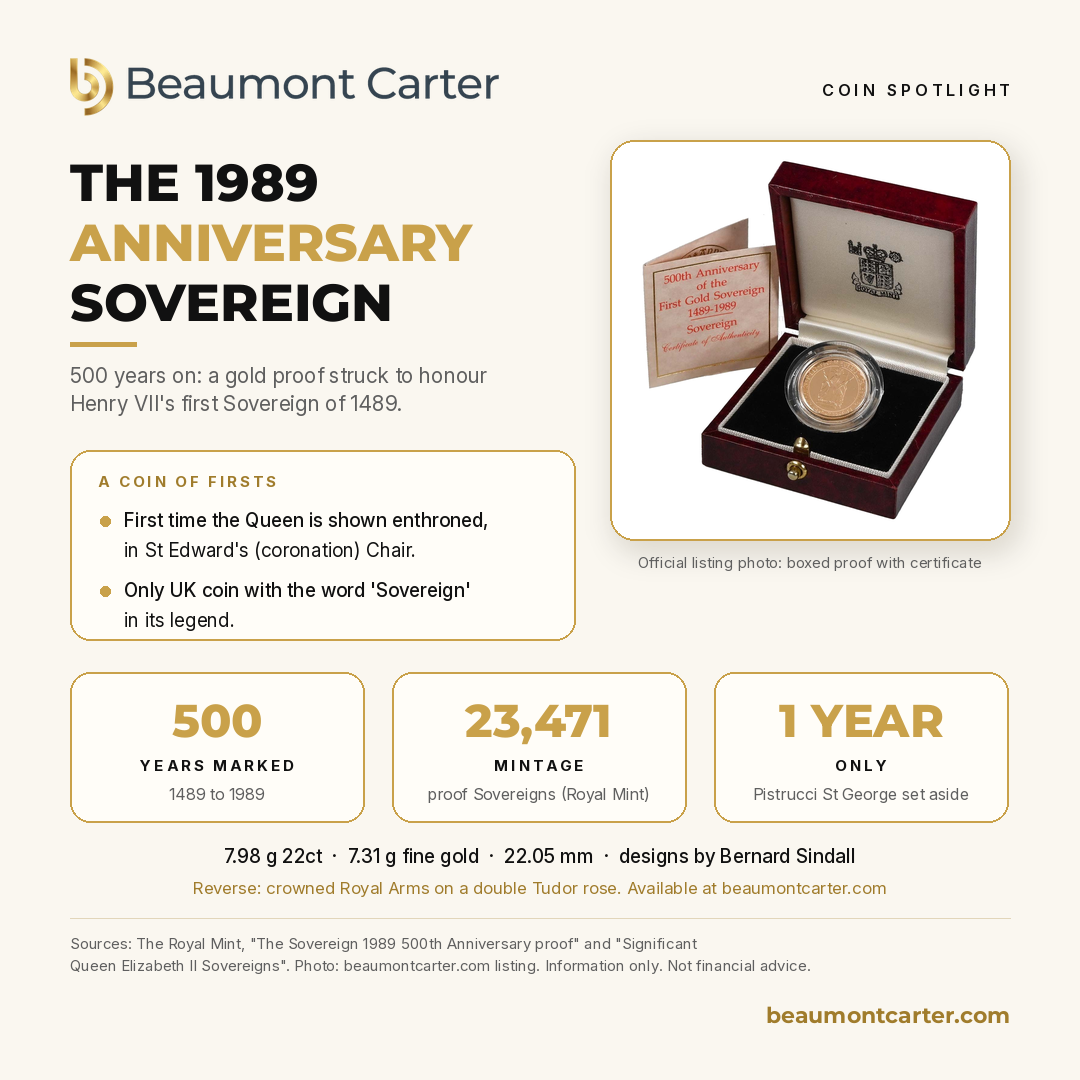 Beaumont Carter
COIN SPOTLIGHT
THE 1989
ANNIVERSARY
SOVEREIGN
500 years on: a gold proof struck to honour
Henry VII's first Sovereign of 1489.
500th Anniversary
of the
First Gold Sovereign
1489-1989
Sovereign
Certificate of Authenticity
ROYAL MINT
Official listing photo: boxed proof with certificate
A COIN OF FIRSTS
First time the Queen is shown enthroned,
in St Edward's (coronation) Chair.
Only UK coin with the word 'Sovereign'
in its legend.
500
YEARS MARKED
1489 to 1989
23,471
MINTAGE
proof Sovereigns (Royal Mint)
1 YEAR
ONLY
Pistrucci St George set aside
7.98 g 22ct · 7.31 g fine gold · 22.05 mm · designs by Bernard Sindall
Reverse: crowned Royal Arms on a double Tudor rose. Available at beaumontcarter.com
Sources: The Royal Mint, "The Sovereign 1989 500th Anniversary proof" and "Significant
Queen Elizabeth II Sovereigns". Photo: beaumontcarter.com listing. Information only. Not financial advice.
beaumontcarter.com